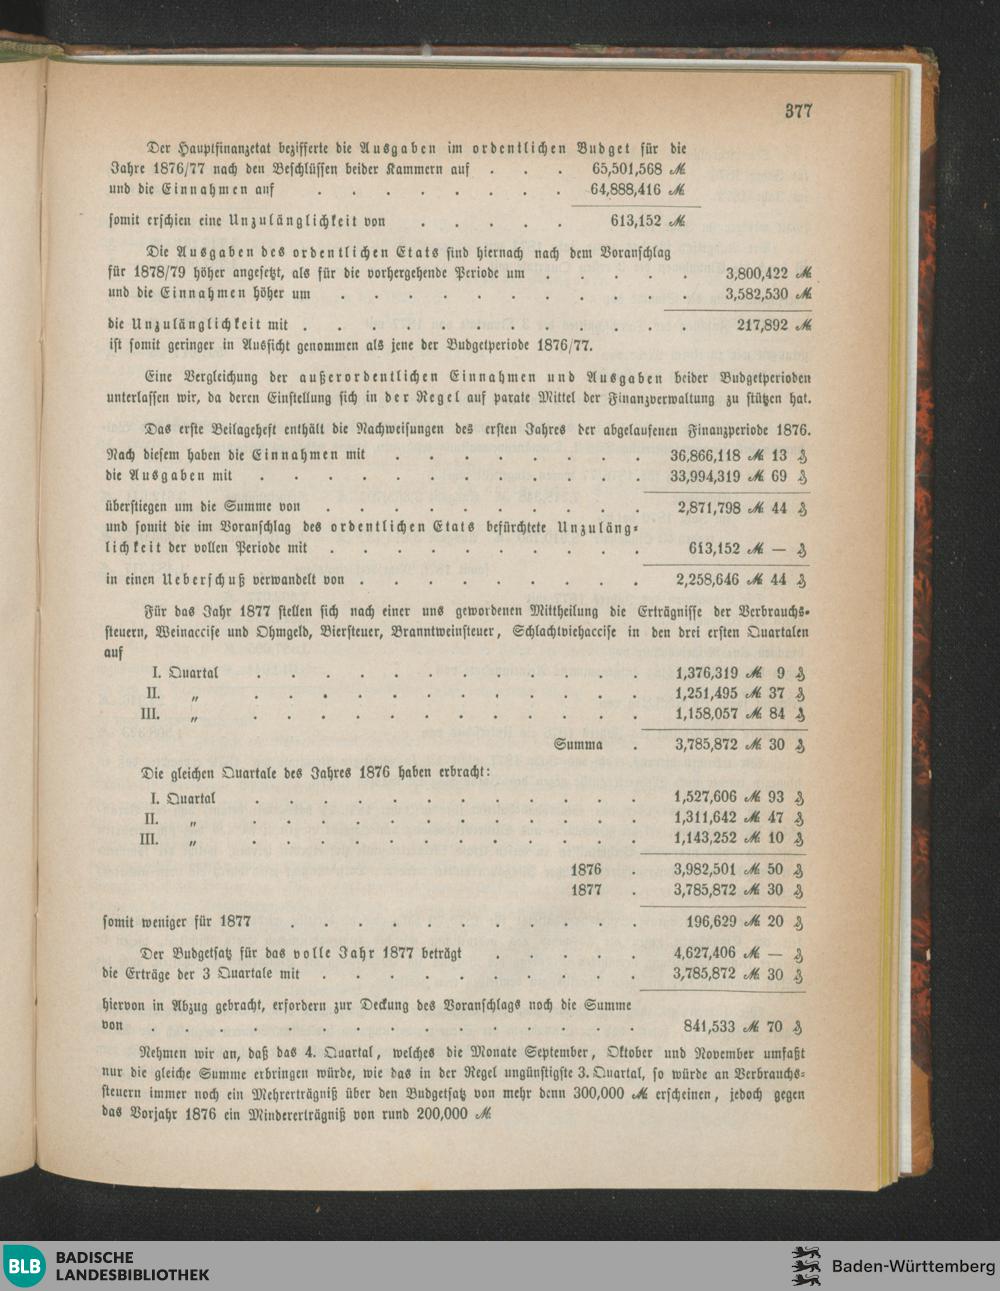 377
Der Hauptfinanzetat bezifferte die Ausgaben im ordentlichen Budget für die
Jahre 1876/77 nach den Beschlüssen beider Kammern auf . . . 65,501,568 ℳ
und die Einnahmen auf . . . . . . . . 64,888,416 ℳ
somit erschien eine Unzulänglichkeit von . . . . . 613,152 ℳ
Die Ausgaben des ordentlichen Etats sind hiernach nach dem Voranschlag
für 1878/79 höher angesetzt, als für die vorhergehende Periode um . . . . . 3,800,422 ℳ
und die Einnahmen höher um . . . . . . . . . . . 3,582,530 ℳ
die Unzulänglichkeit mit . . . . . . . . . . . . 217,892 ℳ
ist somit geringer in Aussicht genommen als jene der Budgetperiode 1876/77.
Eine Vergleichung der außerordentlichen Einnahmen und Ausgaben beider Budgetperioden
unterlassen wir, da deren Einstellung sich in der Regel auf parate Mittel der Finanzverwaltung zu stützen hat.
Das erste Beilageheft enthält die Nachweisungen des ersten Jahres der abgelaufenen Finanzperiode 1876.
Nach diesem haben die Einnahmen mit . . . . . . . . 36,866,118 ℳ 13 ₰
die Ausgaben mit . . . . . . . . . . . . 33,994,319 ℳ 69 ₰
überstiegen um die Summe von . . . . . . . . . . 2,871,798 ℳ 44 ₰
und somit die im Voranschlag des ordentlichen Etats befürchtete Unzuläng-
lichkeit der vollen Periode mit . . . . . . . . . . 613,152 ℳ — ₰
in einen Ueberschuß verwandelt von . . . . . . . . . 2,258,646 ℳ 44 ₰
Für das Jahr 1877 stellen sich nach einer uns gewordenen Mittheilung die Erträgnisse der Verbrauchs-
steuern, Weinaccise und Ohmgeld, Biersteuer, Branntweinsteuer, Schlachtviehaccise in den drei ersten Quartalen
auf
I. Quartal . . . . . . . . . . . . 1,376,319 ℳ 9 ₰
II. „ . . . . . . . . . . . . 1,251,495 ℳ 37 ₰
III. „ . . . . . . . . . . . . 1,158,057 ℳ 84 ₰
Summa . 3,785,872 ℳ 30 ₰
Die gleichen Quartale des Jahres 1876 haben erbracht:
I. Quartal . . . . . . . . . . . . 1,527,606 ℳ 93 ₰
II. „ . . . . . . . . . . . . 1,311,642 ℳ 47 ₰
III. „ . . . . . . . . . . . . 1,143,252 ℳ 10 ₰
1876 . 3,982,501 ℳ 50 ₰
1877 . 3,785,872 ℳ 30 ₰
somit weniger für 1877 . . . . . . . . . . . 196,629 ℳ 20 ₰
Der Budgetsatz für das volle Jahr 1877 beträgt . . . . . 4,627,406 ℳ — ₰
die Erträge der 3 Quartale mit . . . . . . . . . . 3,785,872 ℳ 30 ₰
hiervon in Abzug gebracht, erfordern zur Deckung des Voranschlags noch die Summe
von . . . . . . . . . . . . . . . 841,533 ℳ 70 ₰
Nehmen wir an, daß das 4. Quartal, welches die Monate September, Oktober und November umfaßt
nur die gleiche Summe erbringen würde, wie das in der Regel ungünstigste 3. Quartal, so würde an Verbrauchs-
steuern immer noch ein Mehrerträgniß über den Budgetsatz von mehr denn 300,000 ℳ erscheinen, jedoch gegen
das Vorjahr 1876 ein Mindererträgniß von rund 200,000 ℳ
BLB BADISCHE
LANDESBIBLIOTHEK
Baden-Württemberg